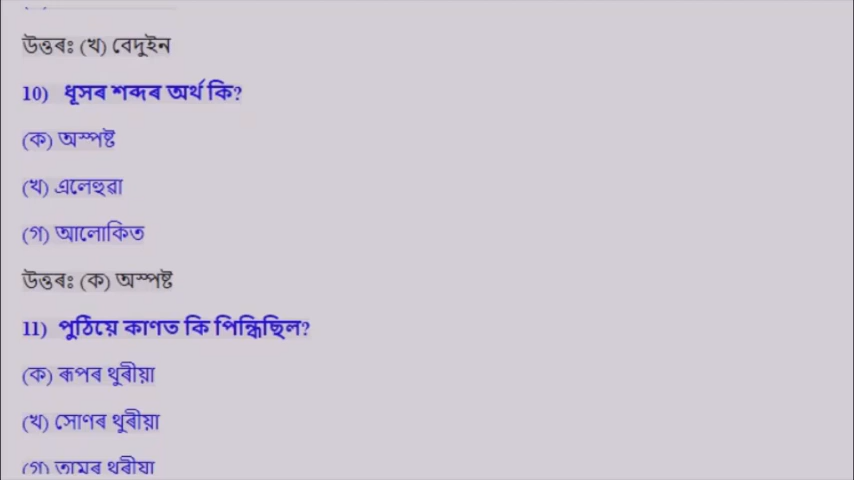 উত্তৰঃ (খ) বেদুইন
10) ধূসৰ শব্দৰ অৰ্থ কি?
(ক) অস্পষ্ট
(খ) এলেহুৱা
(গ) আলোকিত
উত্তৰঃ (ক) অস্পষ্ট
11) পুঠিয়ে কাণত কি পিন্ধিছিল?
(ক) ৰূপৰ থুৰীয়া
(খ) সোণৰ থুৰীয়া
(গ) তামৰ থুৰীয়া